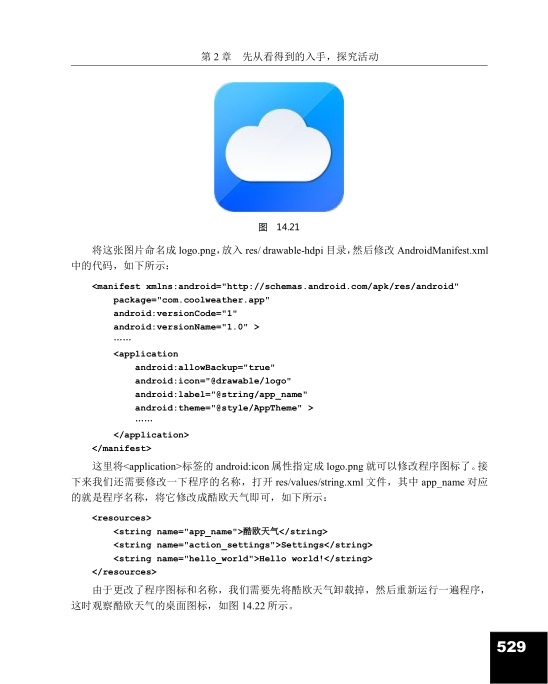 第 2 章 先从看得到的入手，探究活动
图 14.21
将这张图片命名成 logo.png，放入 res/ drawable-hdpi 目录，然后修改 AndroidManifest.xml
中的代码，如下所示：
<manifest xmlns:android="http://schemas.android.com/apk/res/android"
package="com.coolweather.app"
android:versionCode="1"
android:versionName="1.0" >
……
<application
android:allowBackup="true"
android:icon="@drawable/logo"
android:label="@string/app_name"
android:theme="@style/AppTheme" >
……
</application>
</manifest>
这里将<application>标签的 android:icon 属性指定成 logo.png 就可以修改程序图标了。接
下来我们还需要修改一下程序的名称，打开 res/values/string.xml 文件，其中 app_name 对应
的就是程序名称，将它修改成酷欧天气即可，如下所示：
<resources>
<string name="app_name">酷欧天气</string>
<string name="action_settings">Settings</string>
<string name="hello_world">Hello world!</string>
</resources>
由于更改了程序图标和名称，我们需要先将酷欧天气卸载掉，然后重新运行一遍程序，
这时观察酷欧天气的桌面图标，如图 14.22 所示。
529